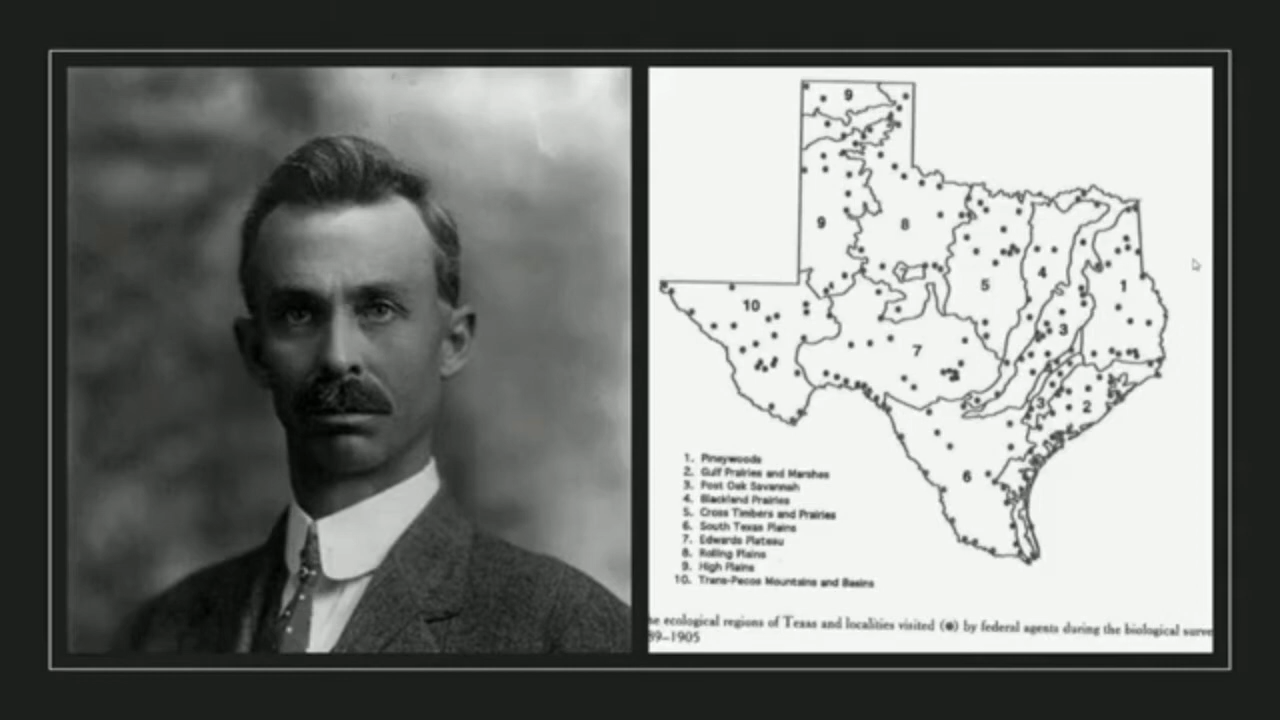 9
9
8
10
5
4
1
3
7
3
2
6
1. Pineywoods
2. Gulf Prairies and Marshes
3. Post Oak Savannah
4. Blackland Prairies
5. Cross Timbers and Prairies
6. South Texas Plains
7. Edwards Plateau
8. Rolling Plains
9. High Plains
10. Trans-Pecos Mountains and Basins
he ecological regions of Texas and localities visited (●) by federal agents during the biological surve
89–1905